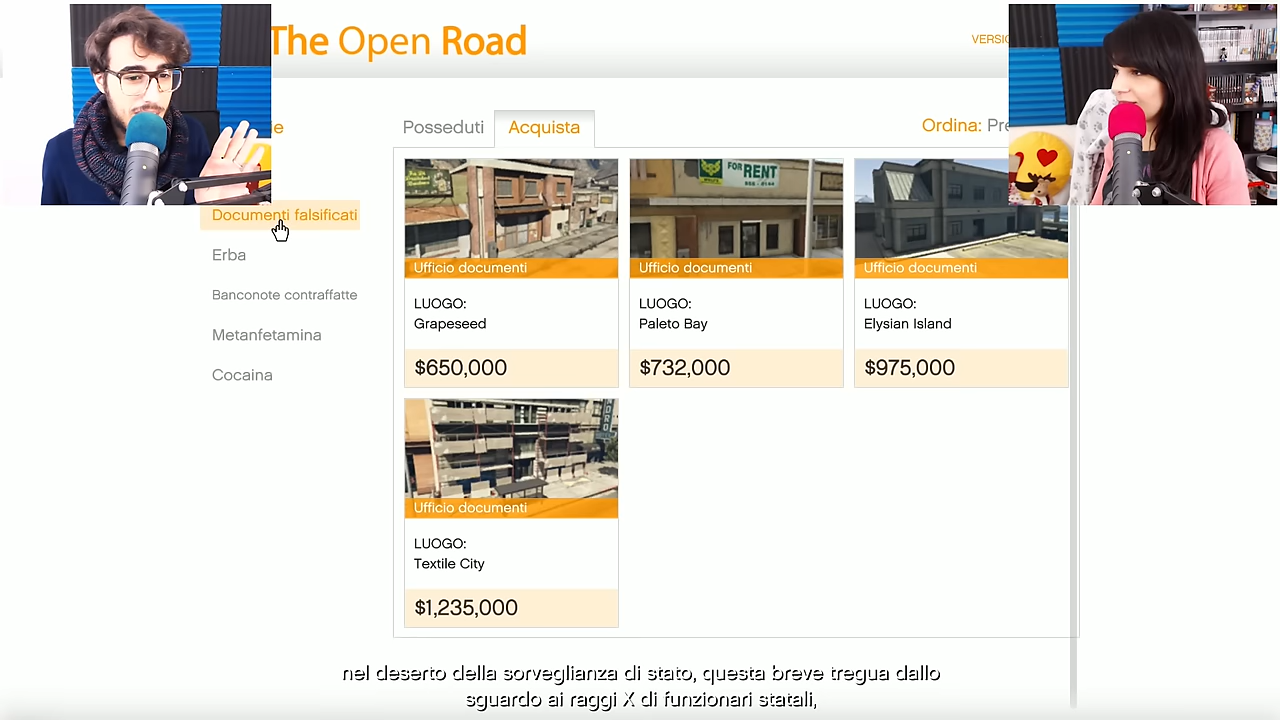 The Open Road
VERSIO
ie
Posseduti
Acquista
Ordina: Pre
Documenti falsificati
Erba
Banconote contraffatte
Metanfetamina
Cocaina
FOR RENT
Ufficio documenti
LUOGO:
Grapeseed
$650,000
Ufficio documenti
LUOGO:
Paleto Bay
$732,000
Ufficio documenti
LUOGO:
Elysian Island
$975,000
Ufficio documenti
LUOGO:
Textile City
$1,235,000
nel deserto della sorveglianza di stato, questa breve tregua dallo
sguardo ai raggi X di funzionari statali,